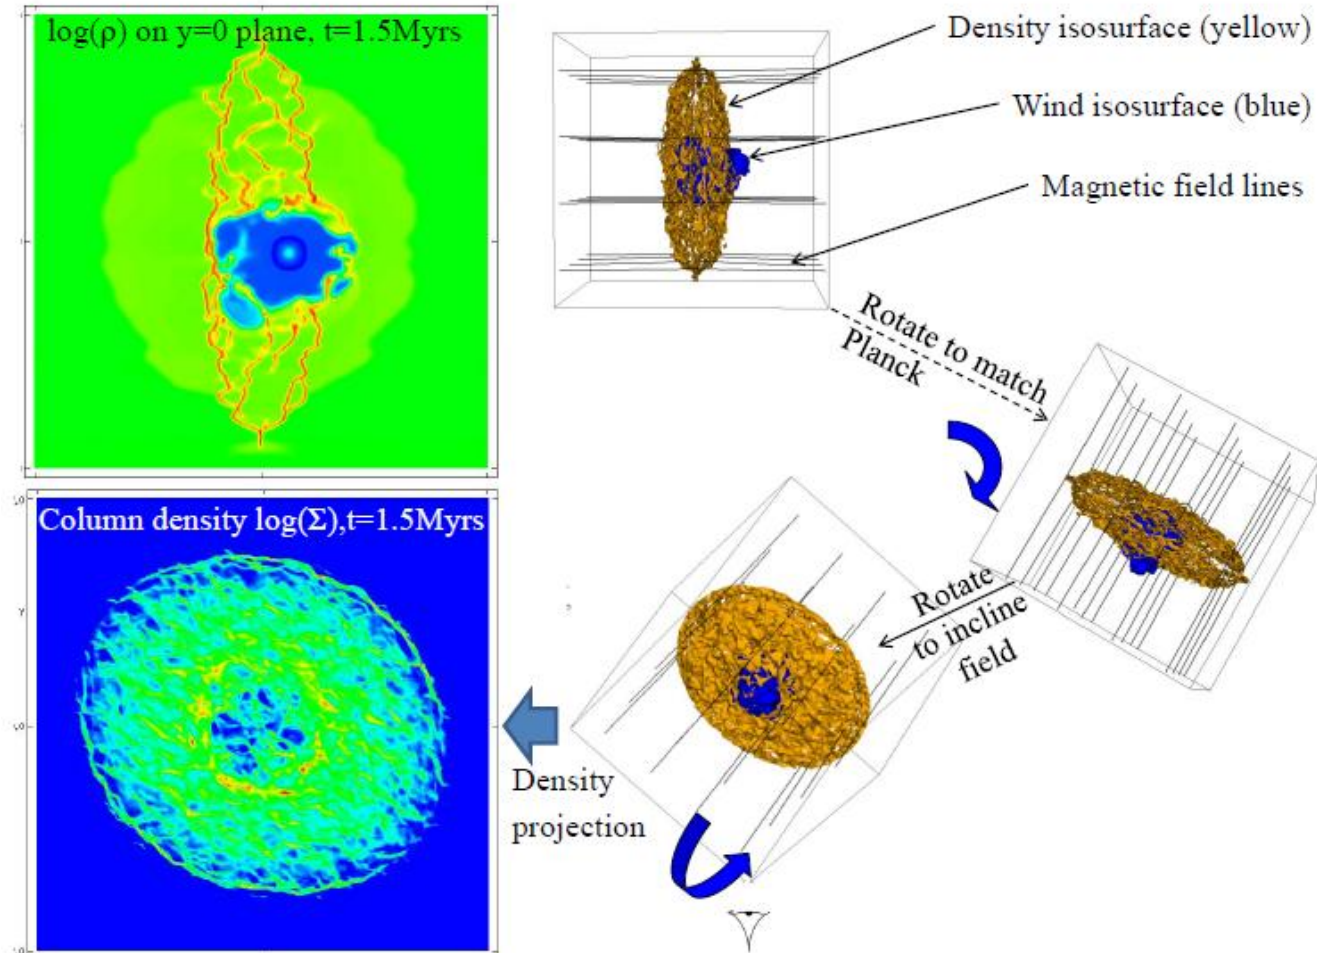 log(ρ) on y=0 plane, t=1.5Myrs
Density isosurface (yellow)
Wind isosurface (blue)
Magnetic field lines
Rotate to match
Planck
Rotate
to incline
field
Column density log(Σ),t=1.5Myrs
Density
projection